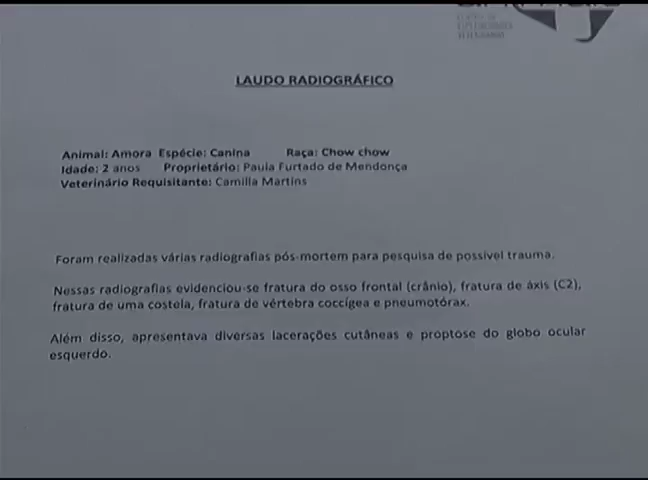 LAUDO RADIOGRÁFICO
Animal: Amora Espécie: Canina Raça: Chow chow
Idade: 2 anos Proprietário: Paula Furtado de Mendonça
Veterinário Requisitante: Camilla Martins
Foram realizadas várias radiografias pós-mortem para pesquisa de possível trauma.
Nessas radiografias evidenciou-se fratura do osso frontal (crânio), fratura de áxis (C2),
fratura de uma costela, fratura de vértebra coccígea e pneumotórax.
Além disso, apresentava diversas lacerações cutâneas e proptose do globo ocular
esquerdo.